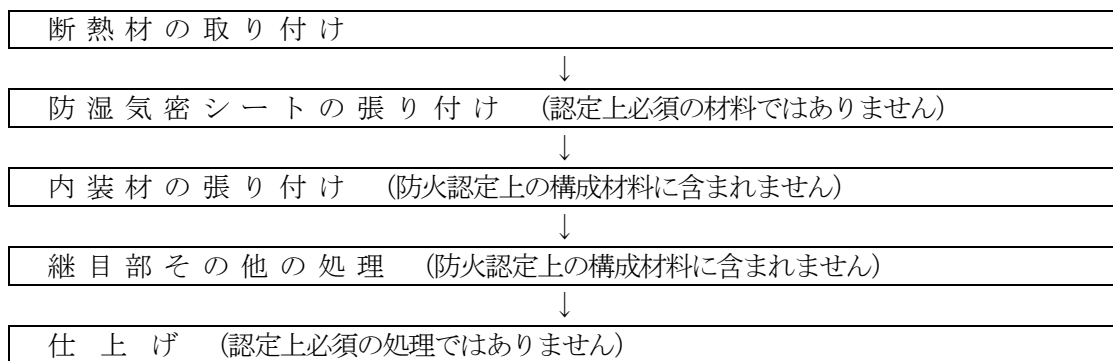 断熱材の取り付け
↓
防湿気密シートの張り付け (認定上必須の材料ではありません)
↓
内装材の張り付け (防火認定上の構成材料に含まれません)
↓
継目部その他の処理 (防火認定上の構成材料に含まれません)
↓
仕上げ (認定上必須の処理ではありません)